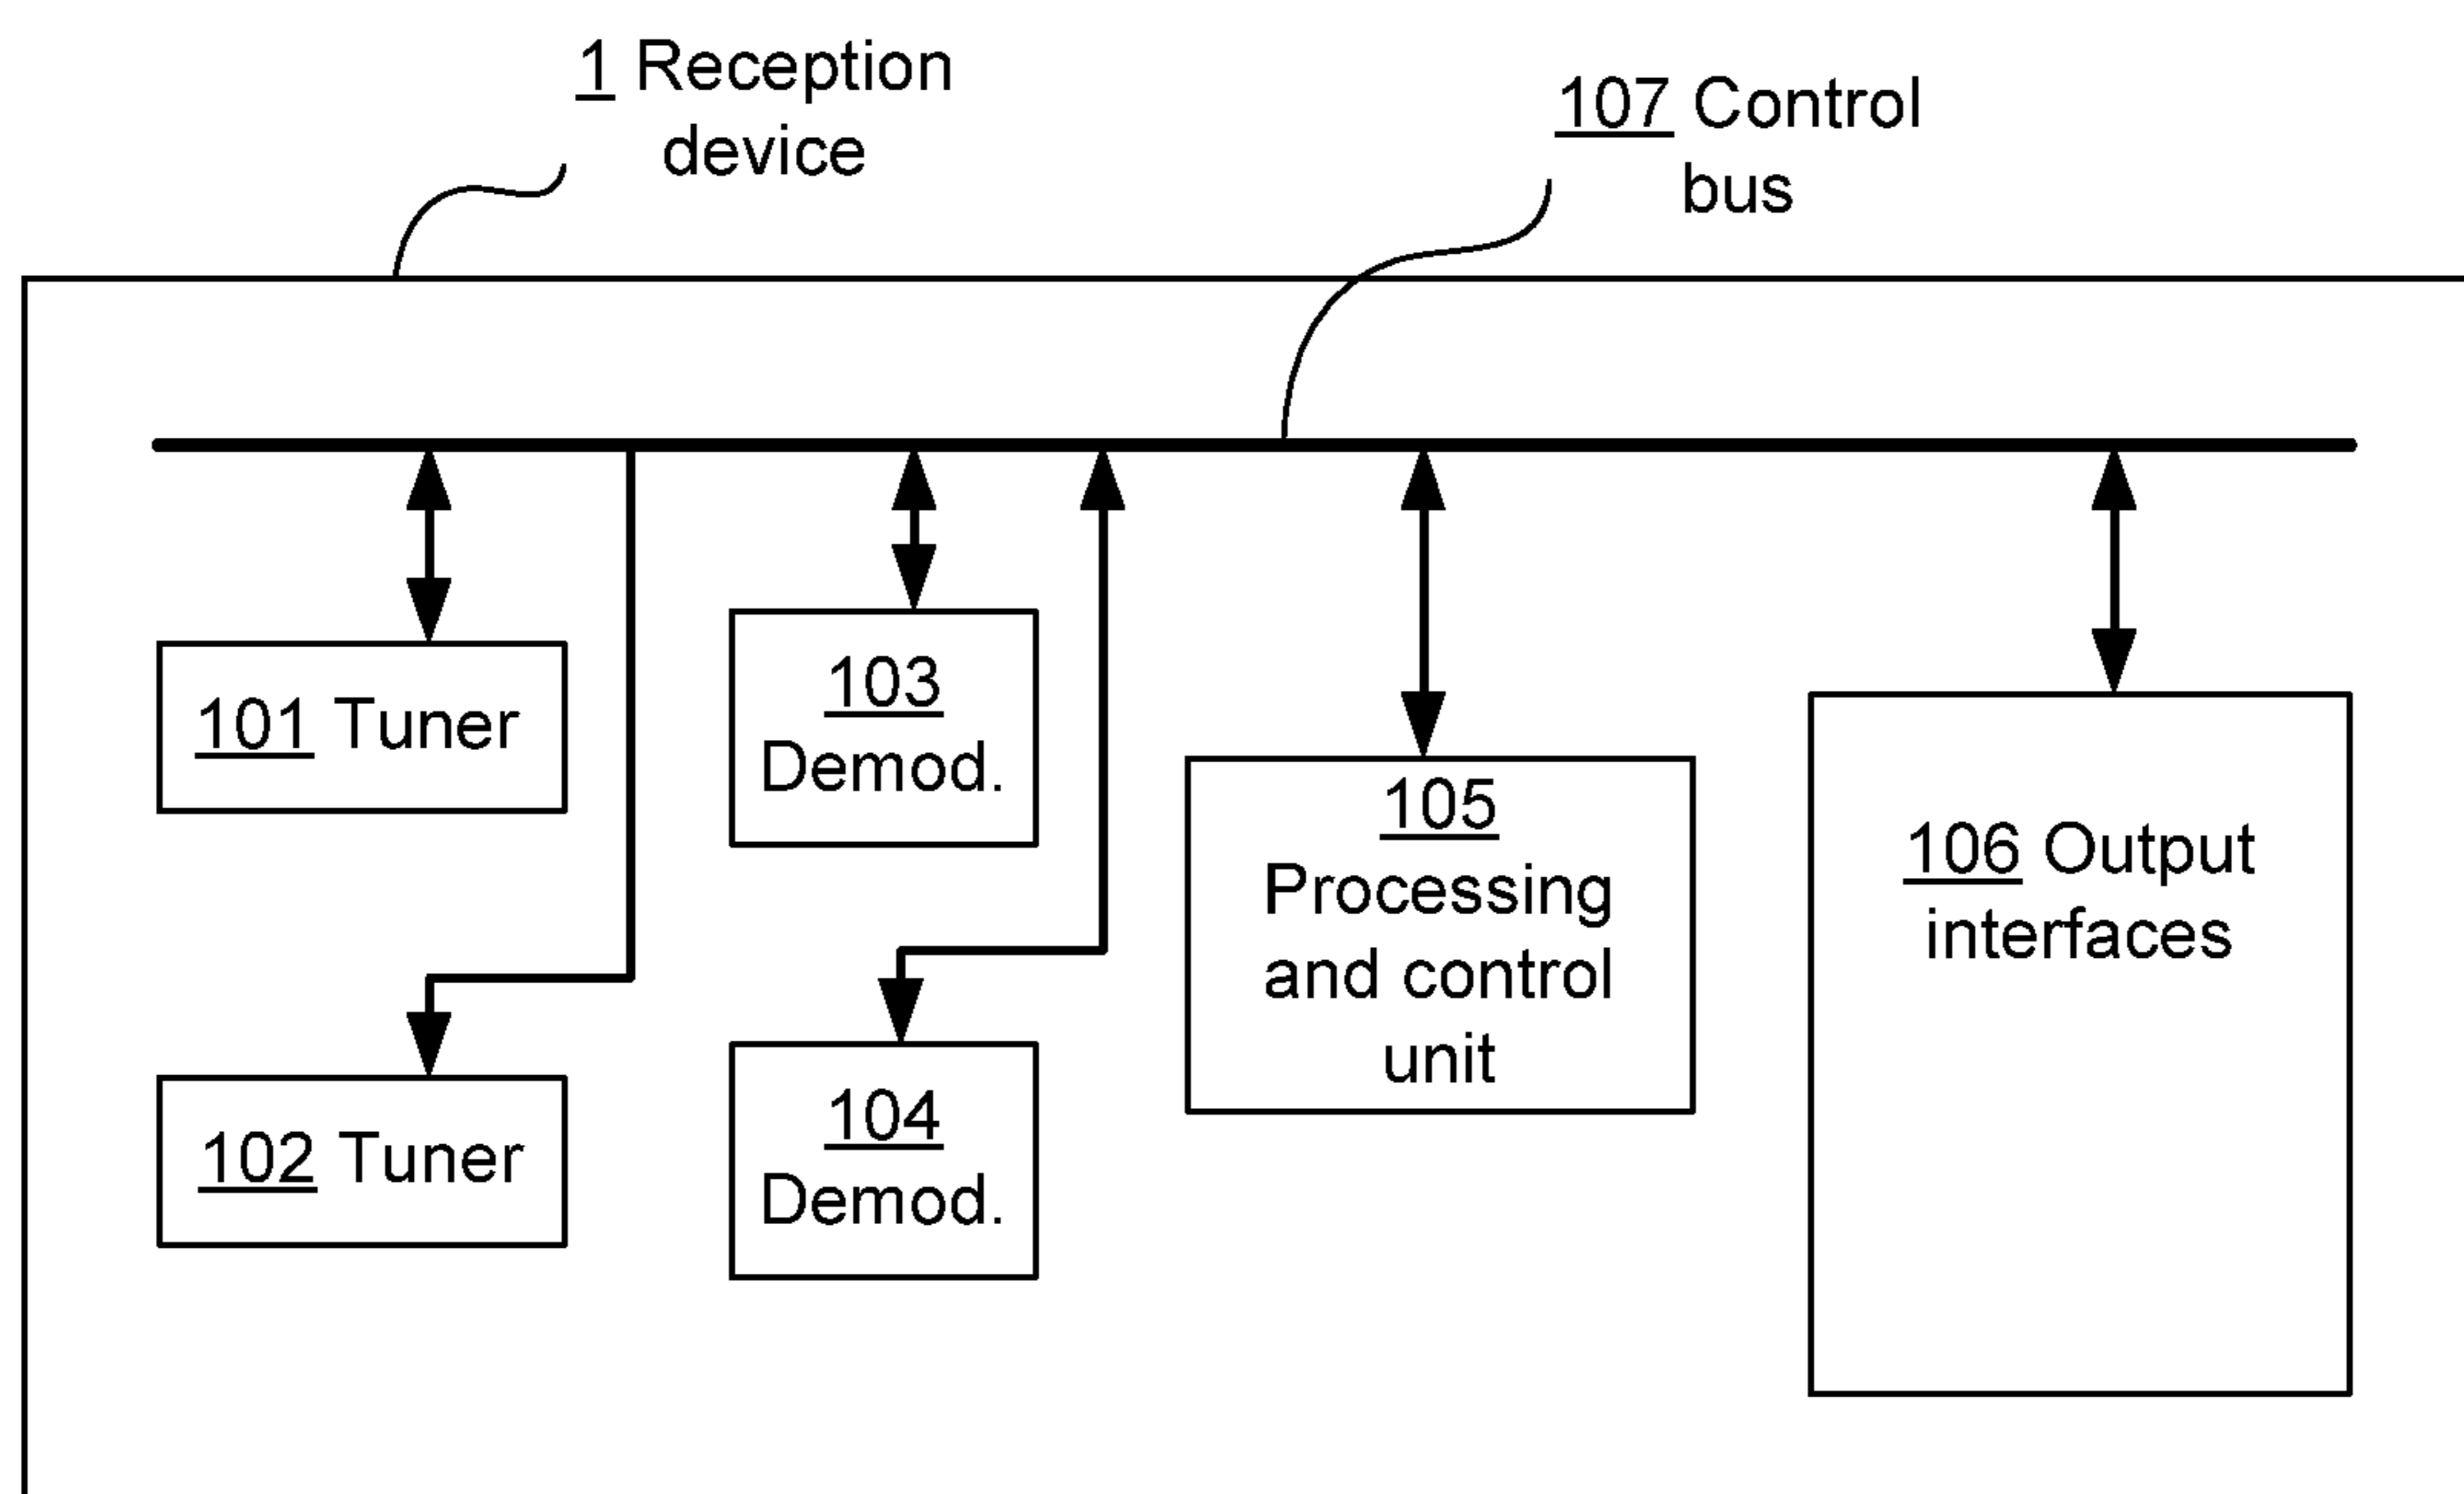 1 Reception
device
107 Control
bus
101 Tuner
103
Demod.
105
Processing
and control
unit
106 Output
interfaces
102 Tuner
104
Demod.